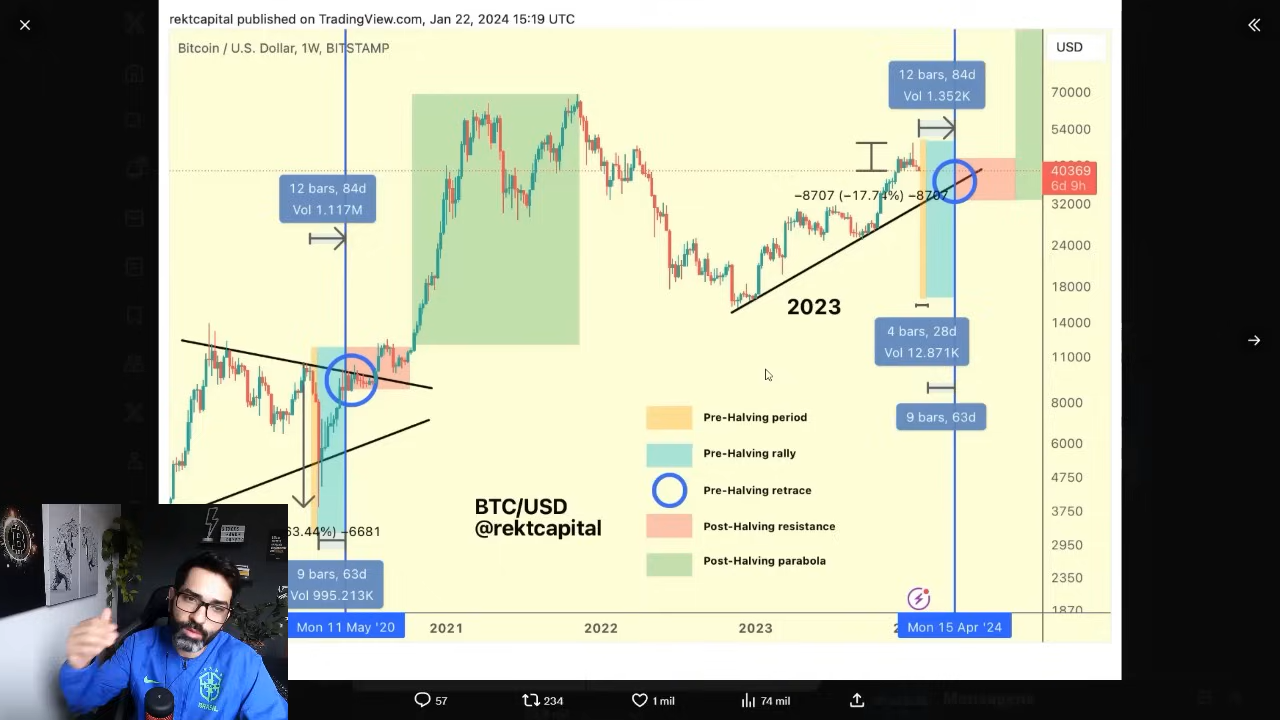 rektcapital published on TradingView.com, Jan 22, 2024 15:19 UTC
Bitcoin / U.S. Dollar, 1W, BITSTAMP
USD
12 bars, 84d
Vol 1.352K
70000
54000
40369
6d 9h
12 bars, 84d
Vol 1.117M
−8707 (−17.74%) −8707
32000
24000
18000
2023
14000
4 bars, 28d
Vol 12.871K
11000
8000
9 bars, 63d
Pre-Halving period
6000
Pre-Halving rally
4750
Pre-Halving retrace
3750
BTC/USD
@rektcapital
Post-Halving resistance
63.44%) −6681
2950
Post-Halving parabola
9 bars, 63d
Vol 995.213K
2350
1870
Mon 11 May '20
2021
2022
2023
Mon 15 Apr '24
BRASIL
57
234
1 mil
74 mil
Mensagens